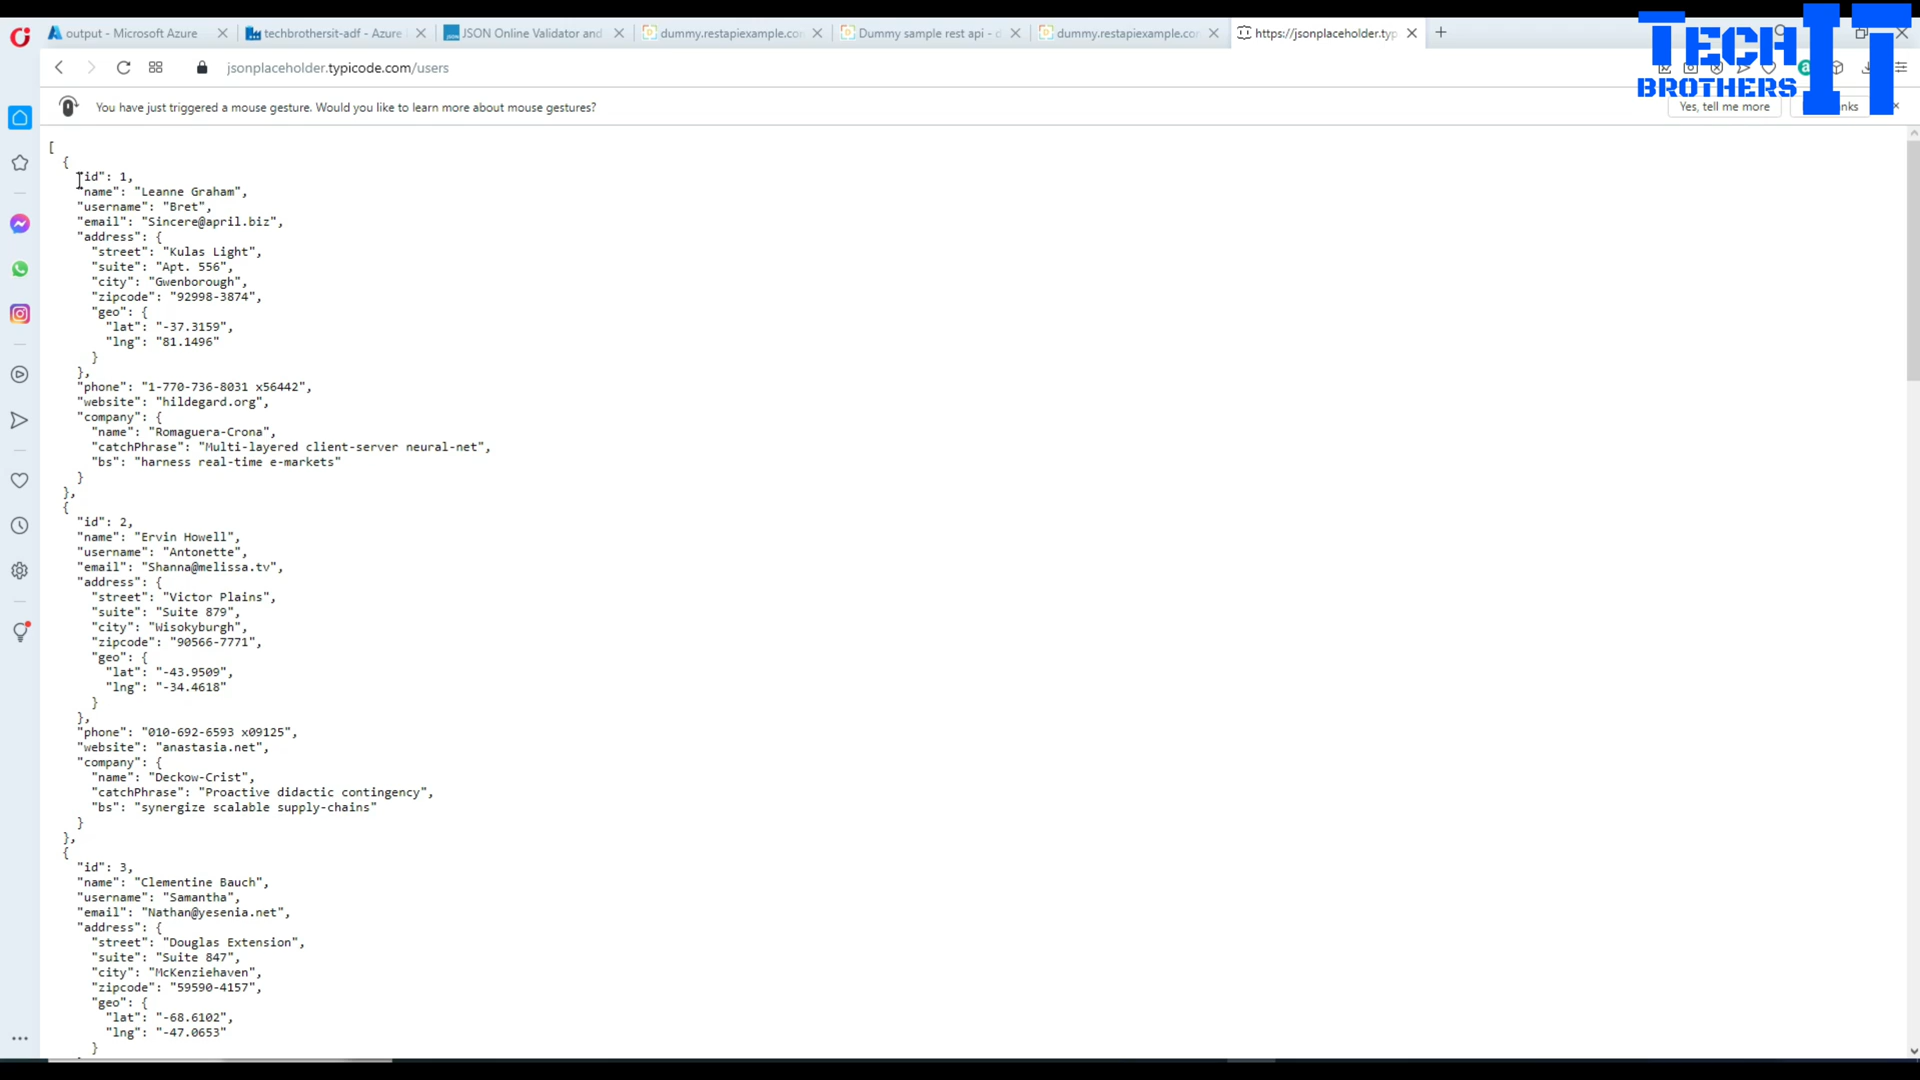 output - Microsoft Azure
techbrothersit-adf - Azure
JSON Online Validator and
dummy.restapiexample.co
Dummy sample rest api - d
dummy.restapiexample.co
https://jsonplaceholder.typ
TECH IT
BROTHERS
jsonplaceholder.typicode.com/users
You have just triggered a mouse gesture. Would you like to learn more about mouse gestures?
Yes, tell me more
[
{
"id": 1,
"name": "Leanne Graham",
"username": "Bret",
"email": "Sincere@april.biz",
"address": {
"street": "Kulas Light",
"suite": "Apt. 556",
"city": "Gwenborough",
"zipcode": "92998-3874",
"geo": {
"lat": "-37.3159",
"lng": "81.1496"
}
},
"phone": "1-770-736-8031 x56442",
"website": "hildegard.org",
"company": {
"name": "Romaguera-Crona",
"catchPhrase": "Multi-layered client-server neural-net",
"bs": "harness real-time e-markets"
}
},
{
"id": 2,
"name": "Ervin Howell",
"username": "Antonette",
"email": "Shanna@melissa.tv",
"address": {
"street": "Victor Plains",
"suite": "Suite 879",
"city": "Wisokyburgh",
"zipcode": "90566-7771",
"geo": {
"lat": "-43.9509",
"lng": "-34.4618"
}
},
"phone": "010-692-6593 x09125",
"website": "anastasia.net",
"company": {
"name": "Deckow-Crist",
"catchPhrase": "Proactive didactic contingency",
"bs": "synergize scalable supply-chains"
}
},
{
"id": 3,
"name": "Clementine Bauch",
"username": "Samantha",
"email": "Nathan@yesenia.net",
"address": {
"street": "Douglas Extension",
"suite": "Suite 847",
"city": "McKenziehaven",
"zipcode": "59590-4157",
"geo": {
"lat": "-68.6102",
"lng": "-47.0653"
}